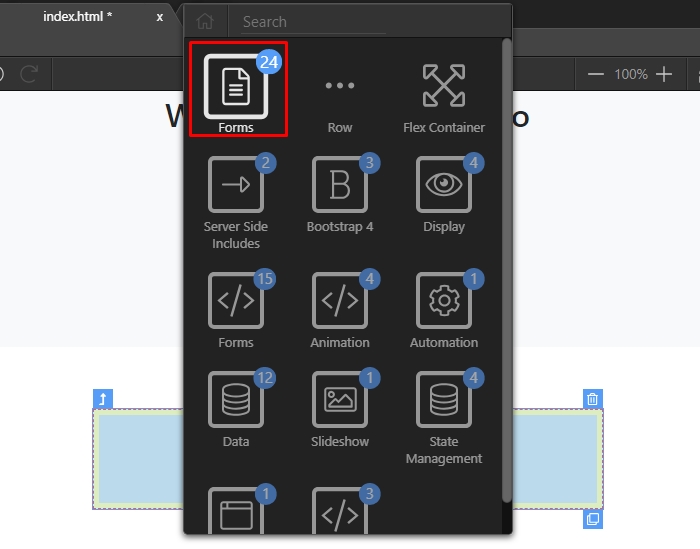 index.html *
x
Search
100%
24
Forms
Row
Flex Container
2
3
4
Server Side
Includes
Bootstrap 4
Display
15
4
1
Forms
Animation
Automation
12
1
4
Data
Slideshow
State
Management
1
3